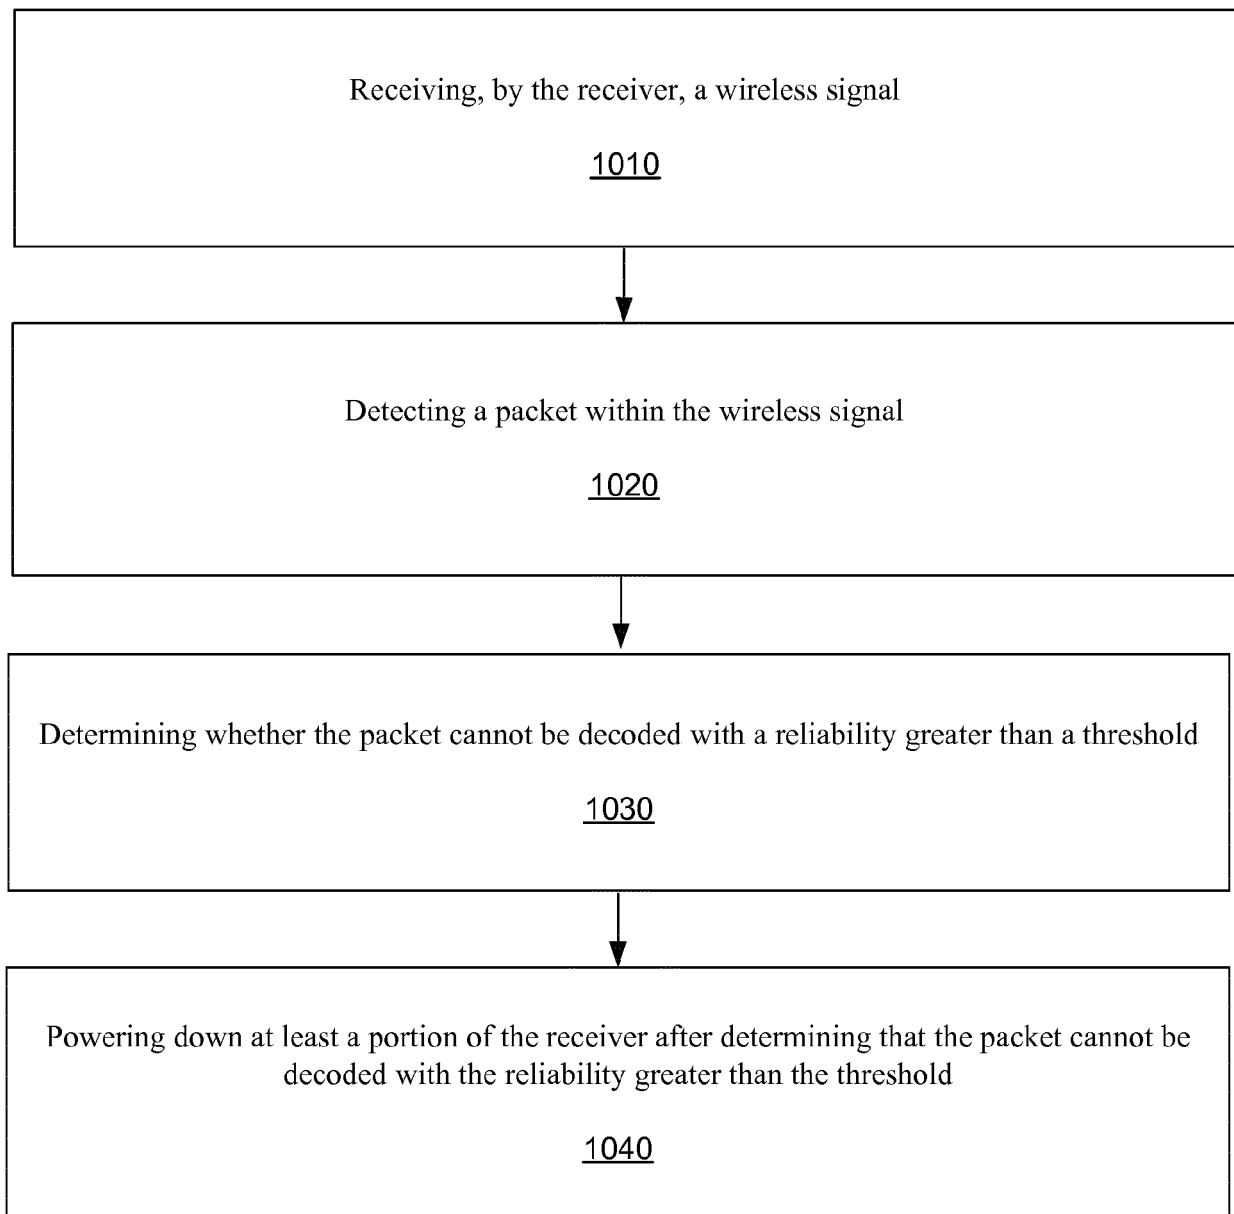 Receiving, by the receiver, a wireless signal
1010
Detecting a packet within the wireless signal
1020
Determining whether the packet cannot be decoded with a reliability greater than a threshold
1030
Powering down at least a portion of the receiver after determining that the packet cannot be
decoded with the reliability greater than the threshold
1040